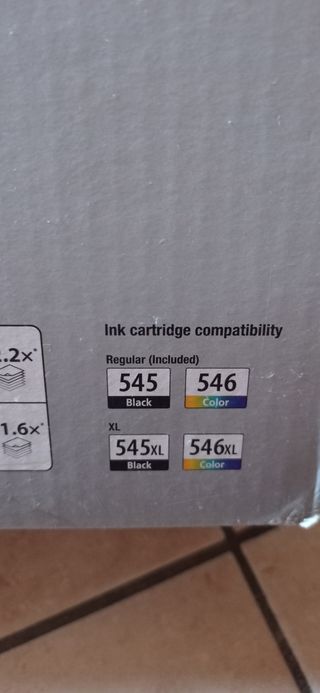 Ink cartridge compatibility
.2x*
Regular (Included)
545 546
Black Color
1.6x*
XL
545XL 546XL
Black Color